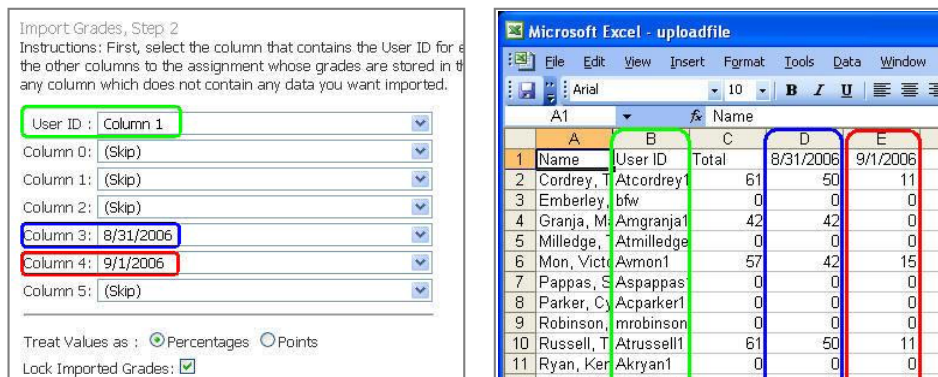 Import Grades, Step 2
Instructions: First, select the column that contains the User ID for
the other columns to the assignment whose grades are stored in
any column which does not contain any data you want imported.
User ID : Column 1
Column 0: (Skip)
Column 1: (Skip)
Column 2: (Skip)
Column 3: 8/31/2006
Column 4: 9/1/2006
Column 5: (Skip)
Treat Values as : Percentages Points
Lock Imported Grades:
Microsoft Excel - uploadfile
File Edit View Insert Format Tools Data Window
Arial 10 B I U
A1 fx Name
A B C D E
1 Name User ID Total 8/31/2006 9/1/2006
2 Cordrey, T Atcordrey1 61 50 11
3 Emberley, bfw 0 0 0
4 Granja, Ma Amgranja1 42 42 0
5 Milledge, T Atmilledge 0 0 0
6 Mon, Victo Avmon1 57 42 15
7 Pappas, S Aspappas1 0 0 0
8 Parker, Cy Acparker1 0 0 0
9 Robinson, mrobinson 0 0 0
10 Russell, T Atrussell1 61 50 11
11 Ryan, Ker Akryan1 0 0 0